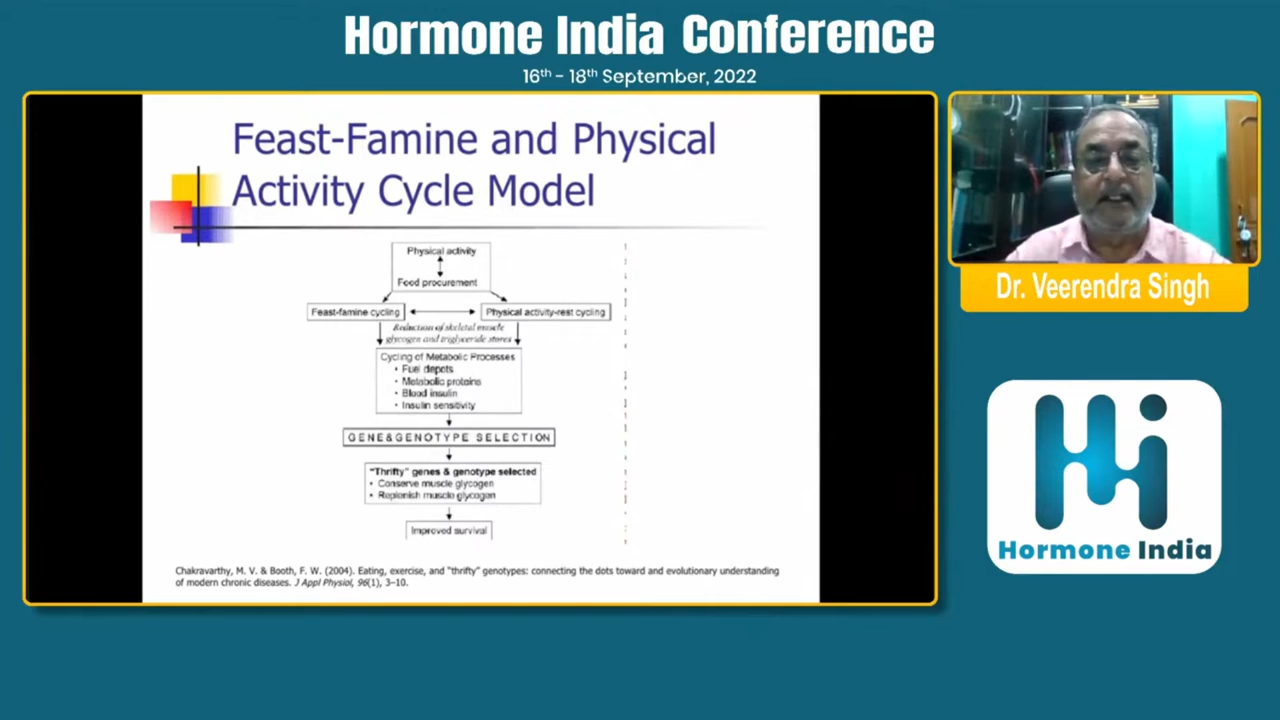 Hormone India Conference
16th - 18th September, 2022
Feast-Famine and Physical
Activity Cycle Model
Physical activity
Food procurement
Feast-famine cycling
Physical activity-rest cycling
Reduction of skeletal muscle
glycogen and triglyceride stores
Cycling of Metabolic Processes
• Fuel depots
• Metabolic proteins
• Blood insulin
• Insulin sensitivity
GENE&GENOTYPE SELECTION
"Thrifty" genes & genotype selected
• Conserve muscle glycogen
• Replenish muscle glycogen
Improved survival
Chakravarthy, M. V. & Booth, F. W. (2004). Eating, exercise, and "thrifty" genotypes: connecting the dots toward and evolutionary understanding
of modern chronic diseases. J Appl Physiol, 96(1), 3–10.
Dr. Veerendra Singh
Hi
Hormone India